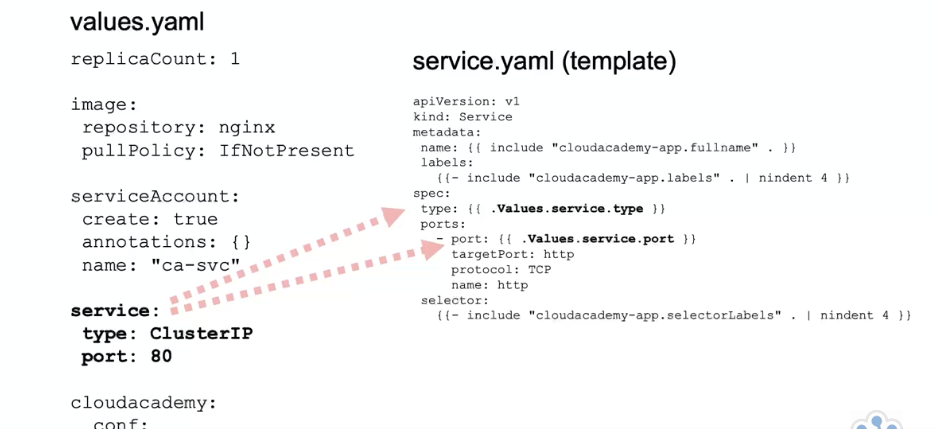 values.yaml
replicaCount: 1
image:
 repository: nginx
 pullPolicy: IfNotPresent
serviceAccount:
 create: true
 annotations: {}
 name: "ca-svc"
service:
 type: ClusterIP
 port: 80
cloudacademy:
  conf:
service.yaml (template)
apiVersion: v1
kind: Service
metadata:
 name: {{ include "cloudacademy-app.fullname" . }}
 labels:
   {{- include "cloudacademy-app.labels" . | nindent 4 }}
spec:
 type: {{ .Values.service.type }}
 ports:
   - port: {{ .Values.service.port }}
     targetPort: http
     protocol: TCP
     name: http
 selector:
   {{- include "cloudacademy-app.selectorLabels" . | nindent 4 }}